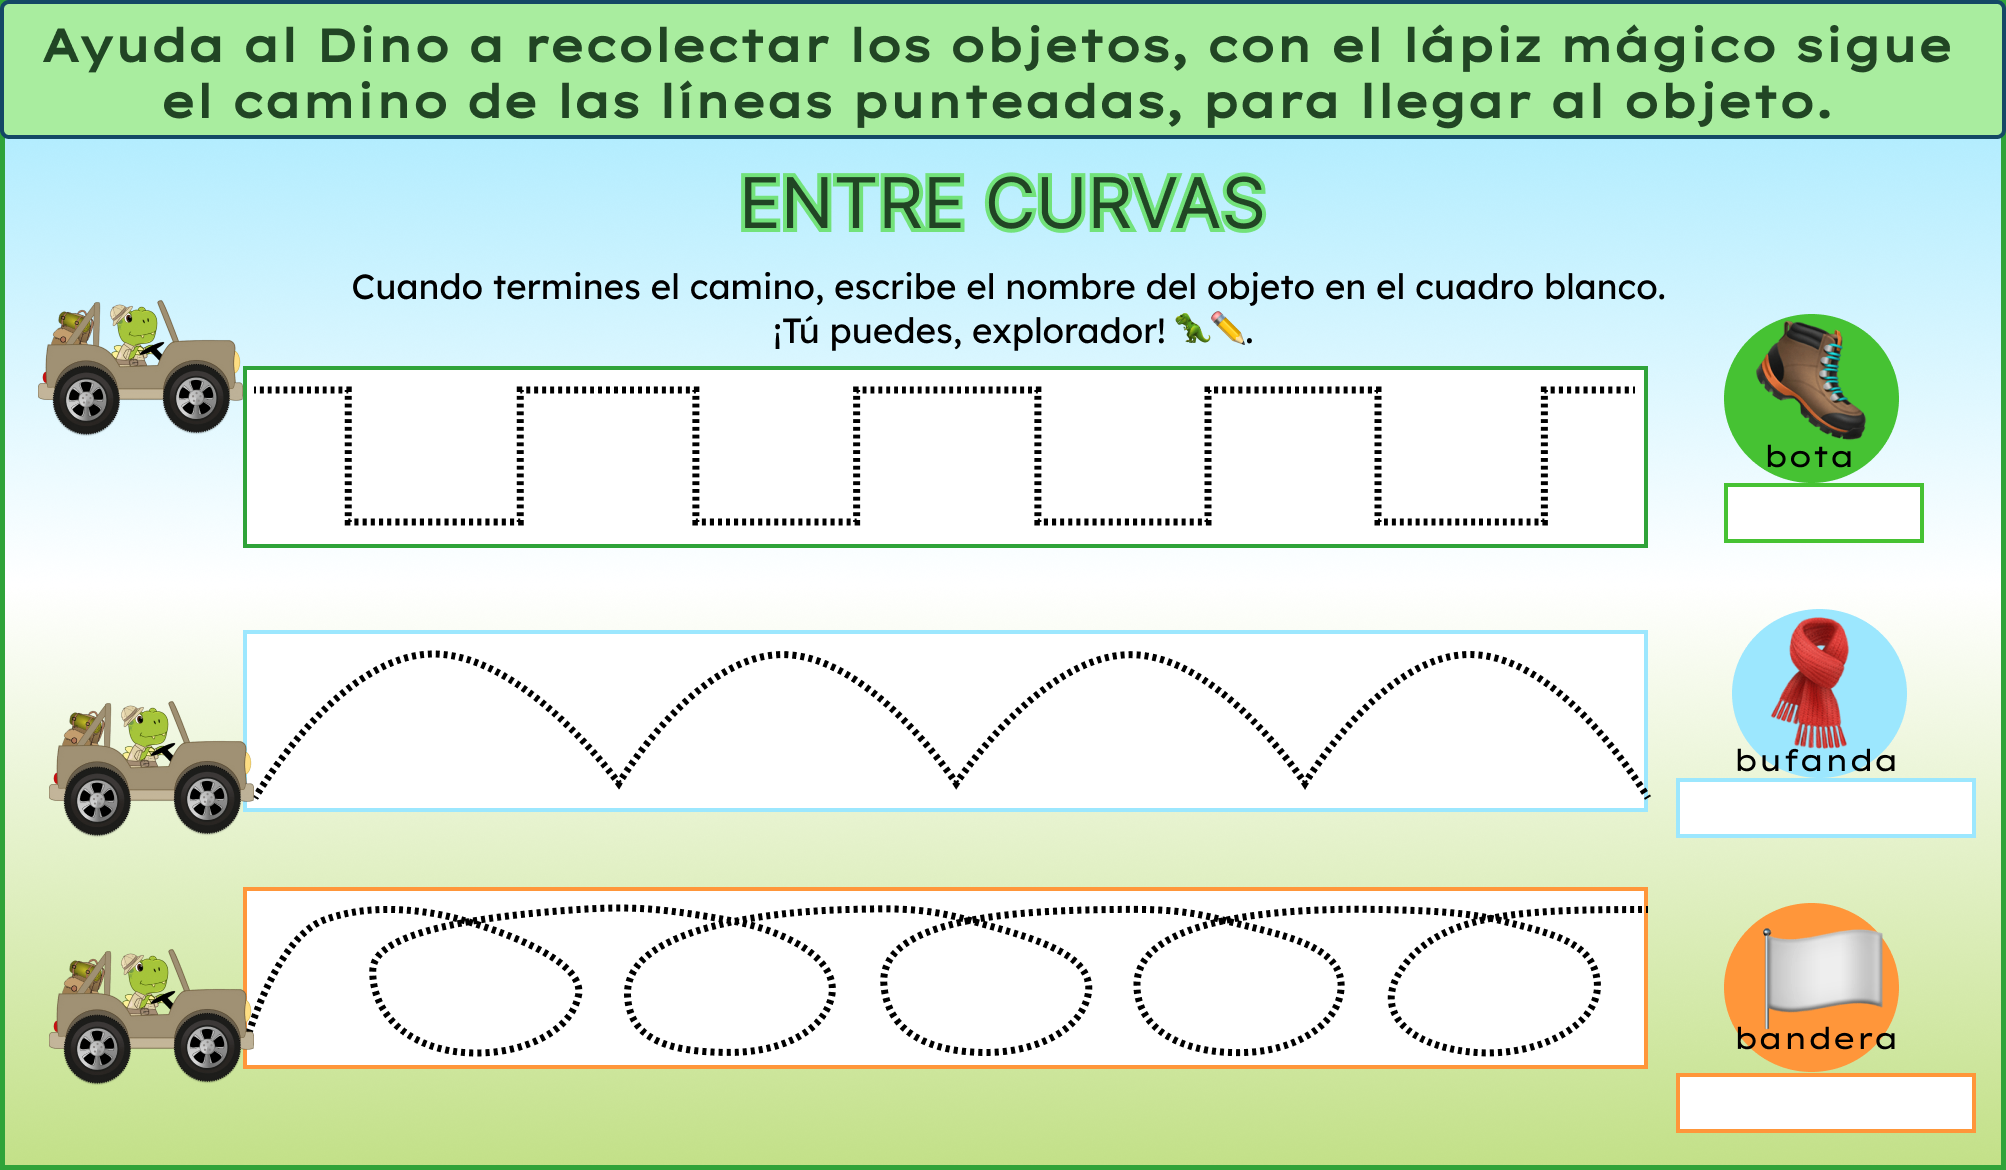 Ayuda al Dino a recolectar los objetos, con el lápiz mágico sigue
el camino de las líneas punteadas, para llegar al objeto.
ENTRE CURVAS
Cuando termines el camino, escribe el nombre del objeto en el cuadro blanco.
¡Tú puedes, explorador! 🦖✏️.
bota
bufanda
bandera